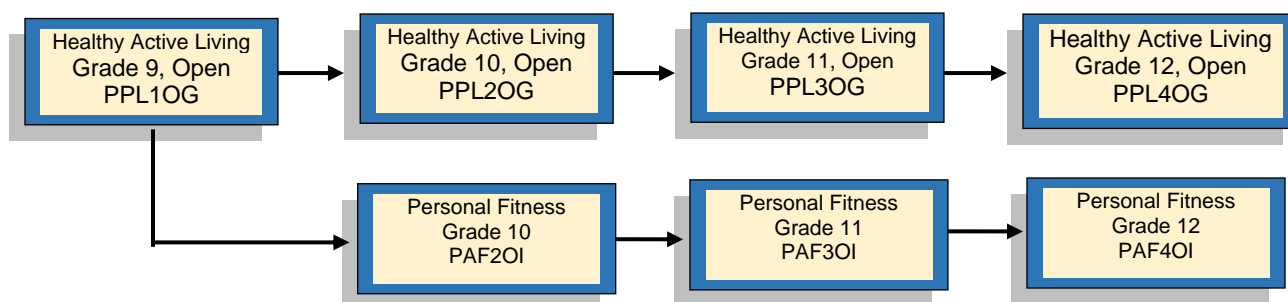 Healthy Active Living
Grade 9, Open
PPL1OG
Healthy Active Living
Grade 10, Open
PPL2OG
Healthy Active Living
Grade 11, Open
PPL3OG
Healthy Active Living
Grade 12, Open
PPL4OG
Personal Fitness
Grade 10
PAF2OI
Personal Fitness
Grade 11
PAF3OI
Personal Fitness
Grade 12
PAF4OI